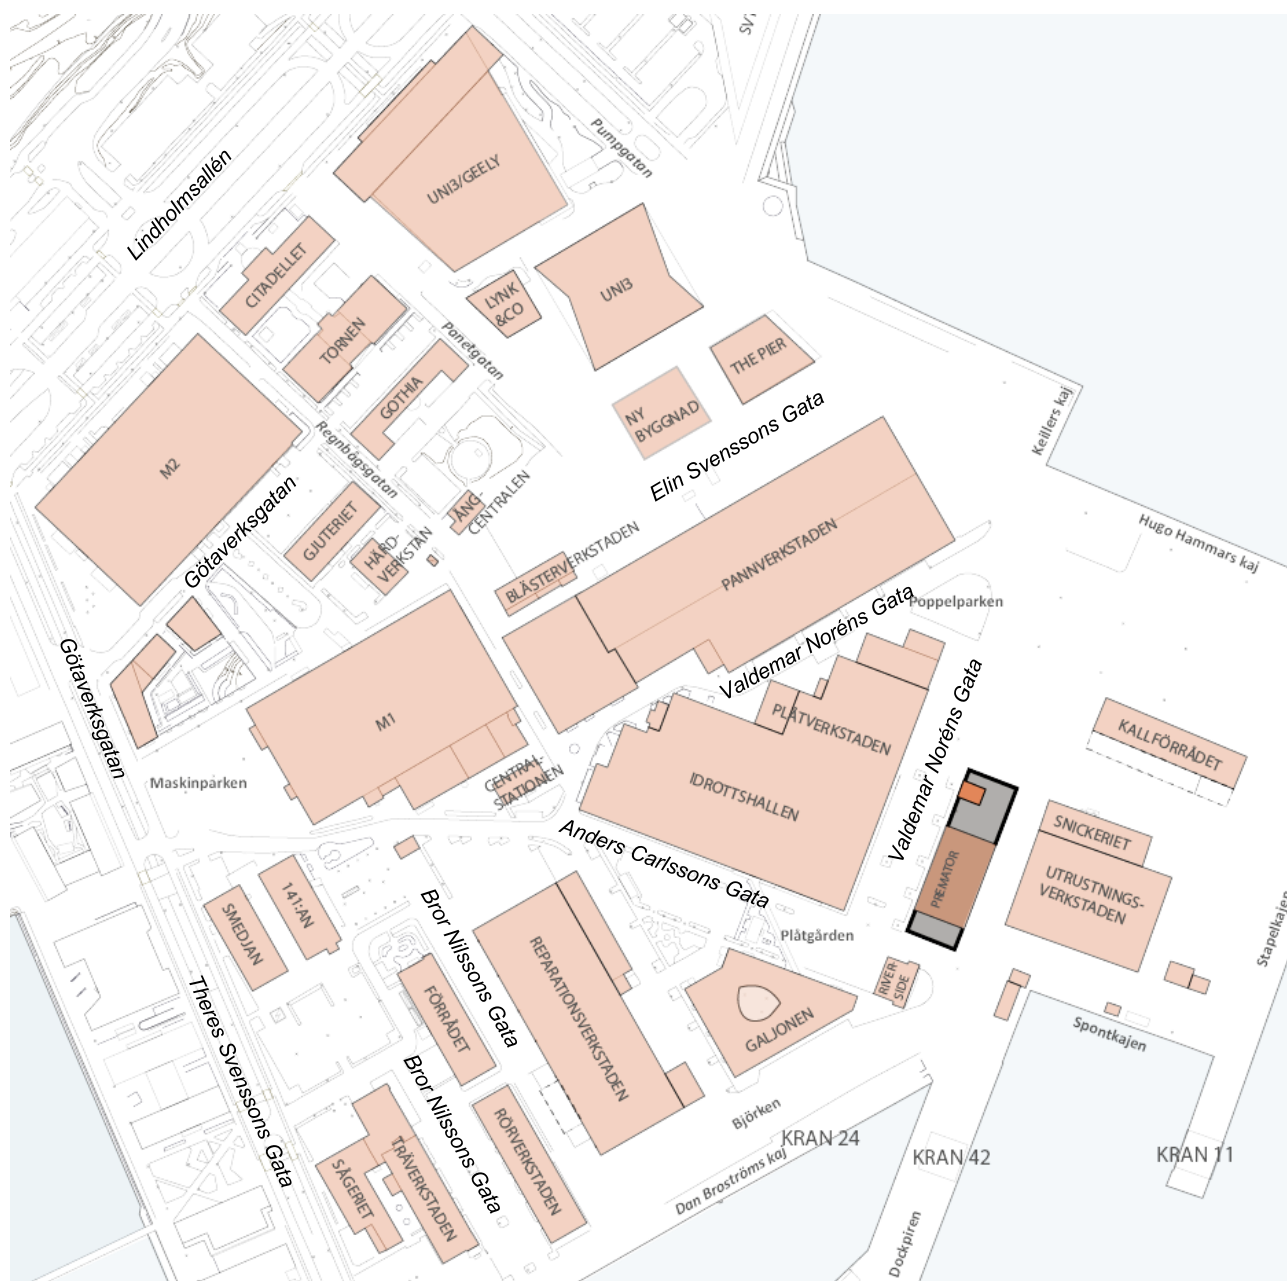 SV
Pumpgatan
Lindholmsallén
UNI3/GEELY
CITADELLET
LYNK
&CO
UNI3
TORNEN
Panetgatan
THE PIER
GOTHIA
NY
BYGGNAD
Elin Svenssons Gata
Keillers kaj
Regnbågsgatan
M2
Götaverksgatan
ÅNG-
CENTRALEN
GJUTERIET
HÄRD-
VERKSTAN
BLÄSTERVERKSTADEN
PANNVERKSTADEN
Hugo Hammars kaj
Poppelparken
Valdemar Noréns Gata
Götaverksgatan
M1
PLÅTVERKSTADEN
Valdemar Noréns Gata
KALLFÖRRÅDET
Maskinparken
CENTRAL-
STATIONEN
IDROTTSHALLEN
SNICKERIET
Anders Carlssons Gata
PREMATOR
UTRUSTNINGS-
VERKSTADEN
141:AN
SMEDJAN
Bror Nilssons Gata
REPARATIONSVERKSTADEN
Plåtgården
Stapelkajen
RIVER-
SIDE
FÖRRÅDET
GALJONEN
Spontkajen
Theres Svenssons Gata
Bror Nilssons Gata
Björken
KRAN 24
KRAN 42
KRAN 11
RÖRVERKSTADEN
TRÄVERKSTADEN
SÅGERIET
Dan Broströms kaj
Dockpiren